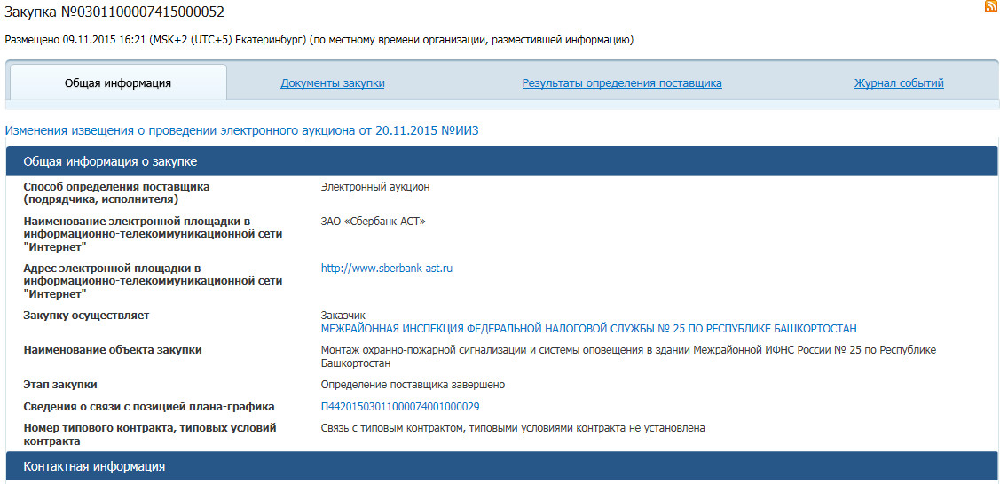 Закупка №0301100007415000052
Размещено 09.11.2015 16:21 (MSK+2 (UTC+5) Екатеринбург) (по местному времени организации, разместившей информацию)
Общая информация
Документы закупки
Результаты определения поставщика
Журнал событий
Изменения извещения о проведении электронного аукциона от 20.11.2015 №ИИ3
Общая информация о закупке
Способ определения поставщика
(подрядчика, исполнителя)
Электронный аукцион
Наименование электронной площадки в
информационно-телекоммуникационной сети
"Интернет"
ЗАО «Сбербанк-АСТ»
Адрес электронной площадки в
информационно-телекоммуникационной сети
"Интернет"
http://www.sberbank-ast.ru
Закупку осуществляет
Заказчик
МЕЖРАЙОННАЯ ИНСПЕКЦИЯ ФЕДЕРАЛЬНОЙ НАЛОГОВОЙ СЛУЖБЫ № 25 ПО РЕСПУБЛИКЕ БАШКОРТОСТАН
Наименование объекта закупки
Монтаж охранно-пожарной сигнализации и системы оповещения в здании Межрайонной ИФНС России № 25 по Республике
Башкортостан
Этап закупки
Определение поставщика завершено
Сведения о связи с позицией плана-графика
П44201503011000074001000029
Номер типового контракта, типовых условий
контракта
Связь с типовым контрактом, типовыми условиями контракта не установлена
Контактная информация